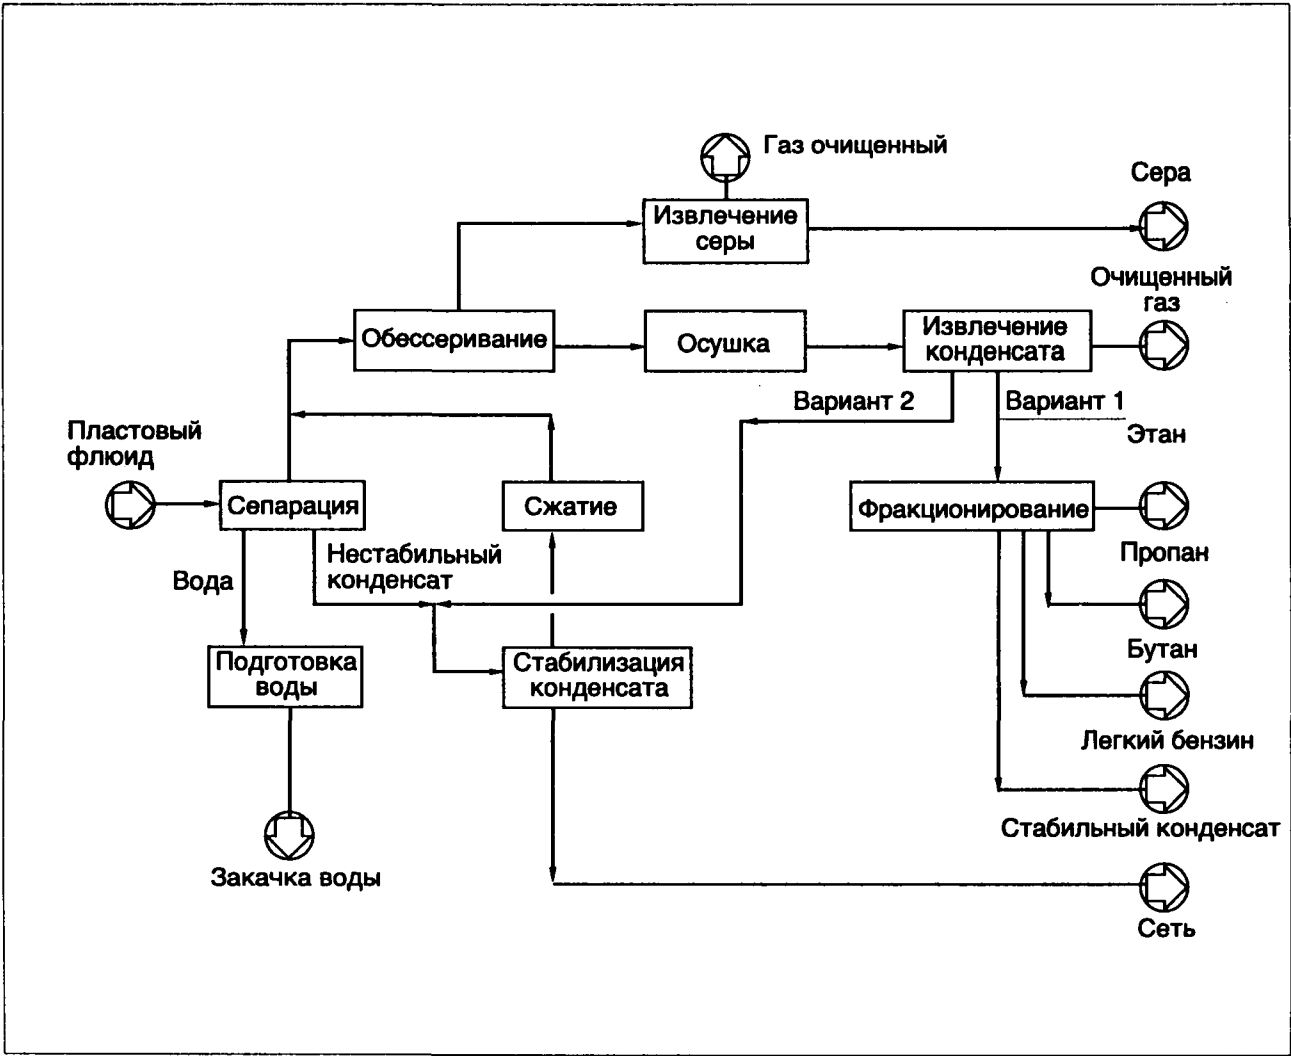 Газ очищенный
Сера
Извлечение
серы
Очищенный
газ
Обессеривание
Осушка
Извлечение
конденсата
Вариант 2
Вариант 1
Этан
Пластовый
флюид
Сепарация
Сжатие
Фракционирование
Нестабильный
конденсат
Вода
Пропан
Подготовка
воды
Стабилизация
конденсата
Бутан
Легкий бензин
Стабильный конденсат
Закачка воды
Сеть